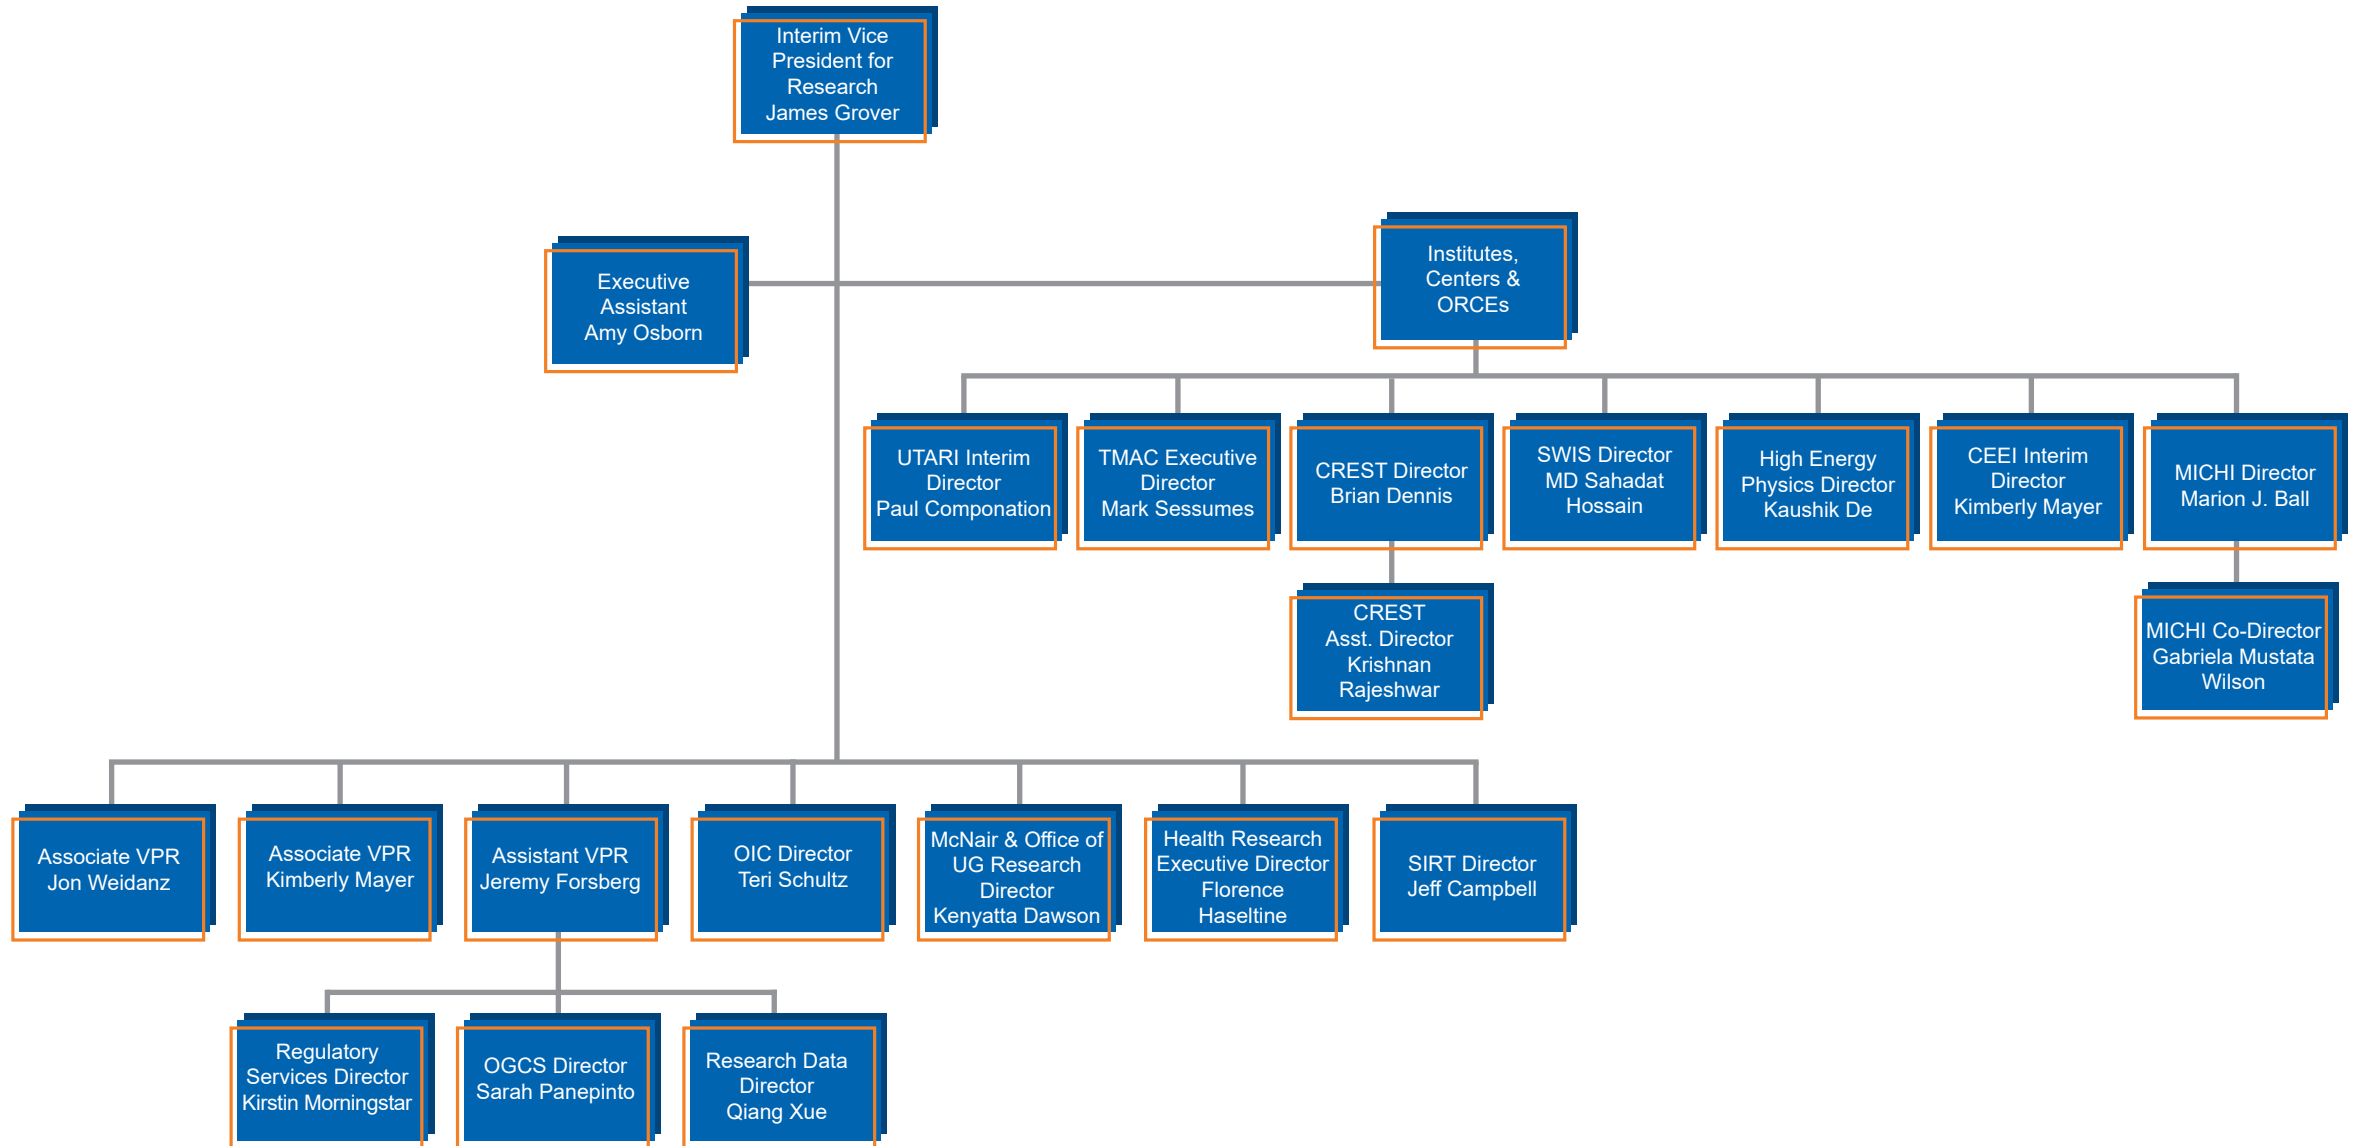 Interim Vice
President for
Research
James Grover
Executive
Assistant
Amy Osborn
Institutes,
Centers &
ORCEs
UTARI Interim
Director
Paul Componation
TMAC Executive
Director
Mark Sessumes
CREST Director
Brian Dennis
SWIS Director
MD Sahadat
Hossain
High Energy
Physics Director
Kaushik De
CEEI Interim
Director
Kimberly Mayer
MICHI Director
Marion J. Ball
CREST
Asst. Director
Krishnan
Rajeshwar
MICHI Co-Director
Gabriela Mustata
Wilson
Associate VPR
Jon Weidanz
Associate VPR
Kimberly Mayer
Assistant VPR
Jeremy Forsberg
OIC Director
Teri Schultz
McNair & Office of
UG Research
Director
Kenyatta Dawson
Health Research
Executive Director
Florence
Haseltine
SIRT Director
Jeff Campbell
Regulatory
Services Director
Kirstin Morningstar
OGCS Director
Sarah Panepinto
Research Data
Director
Qiang Xue